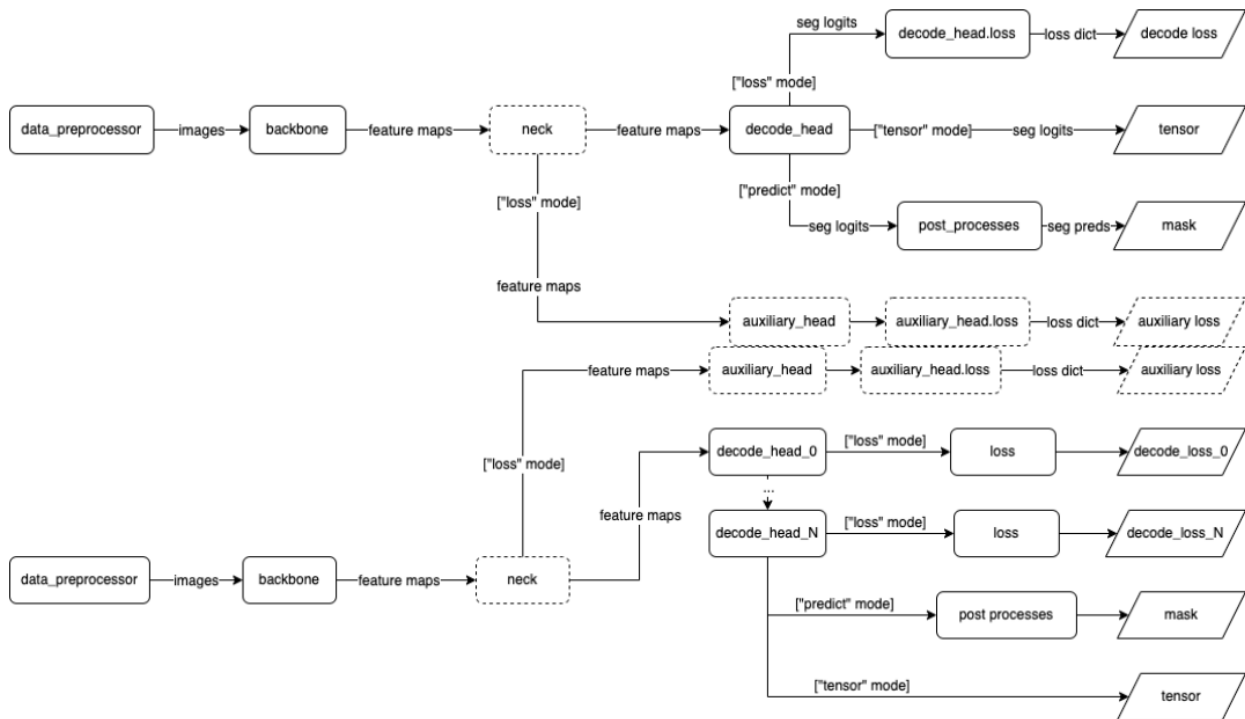 seg logits decode_head.loss loss dict decode loss
["loss" mode]
data_preprocessor images backbone feature maps neck feature maps decode_head ["tensor" mode] seg logits tensor
["predict" mode]
["loss" mode]
seg logits post_processes seg preds mask
feature maps
auxiliary_head auxiliary_head.loss loss dict auxiliary loss
feature maps auxiliary_head auxiliary_head.loss loss dict auxiliary loss
["loss" mode]
decode_head_0 loss decode_loss_0
["loss" mode]
...
feature maps
["loss" mode]
decode_head_N loss decode_loss_N
data_preprocessor images backbone feature maps neck
["predict" mode] post processes mask
["tensor" mode] tensor